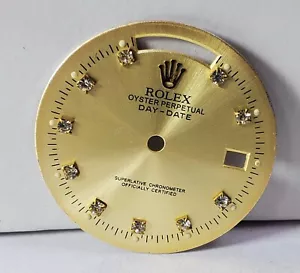 ROLEX
OYSTER PERPETUAL
DAY-DATE
SUPERLATIVE CHRONOMETER
OFFICIALLY CERTIFIED